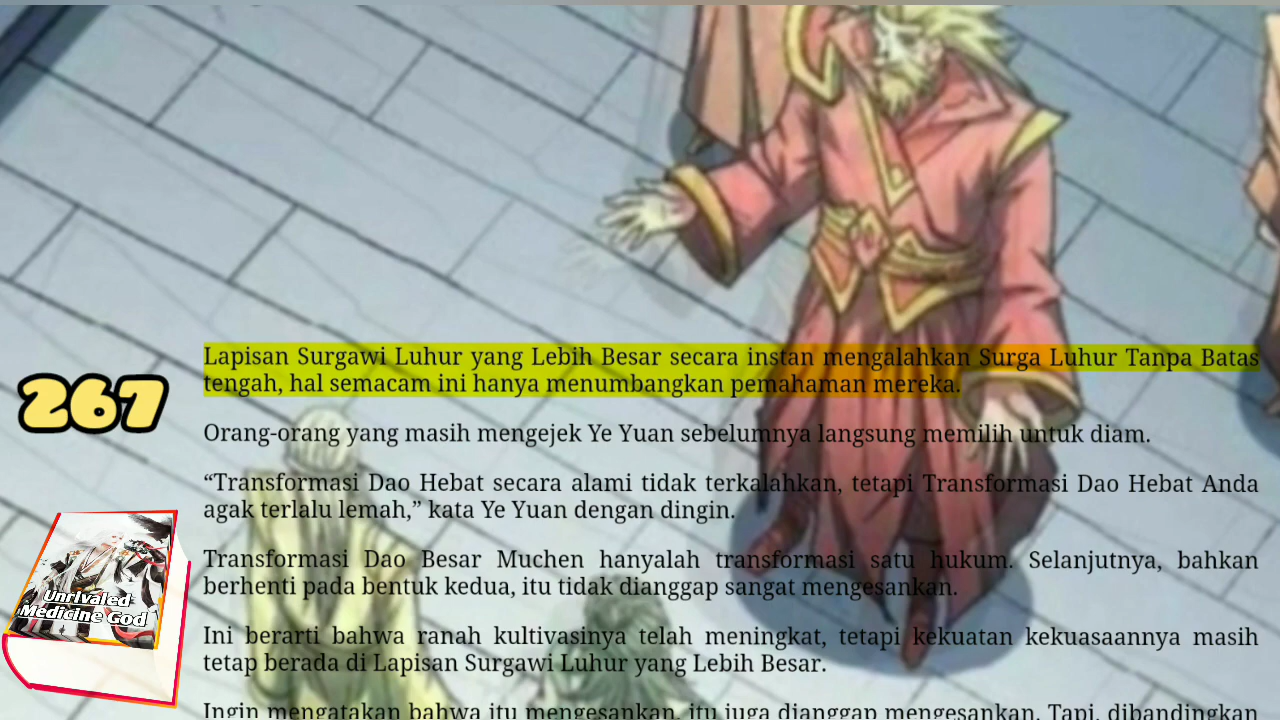 Lapisan Surgawi Luhur yang Lebih Besar secara instan mengalahkan Surga Luhur Tanpa Batas
tengah, hal semacam ini hanya menumbangkan pemahaman mereka.
267
Orang-orang yang masih mengejek Ye Yuan sebelumnya langsung memilih untuk diam.
“Transformasi Dao Hebat secara alami tidak terkalahkan, tetapi Transformasi Dao Hebat Anda
agak terlalu lemah,” kata Ye Yuan dengan dingin.
Transformasi Dao Besar Muchen hanyalah transformasi satu hukum. Selanjutnya, bahkan
berhenti pada bentuk kedua, itu tidak dianggap sangat mengesankan.
Unrivaled
Medicine God
Ini berarti bahwa ranah kultivasinya telah meningkat, tetapi kekuatan kekuasaannya masih
tetap berada di Lapisan Surgawi Luhur yang Lebih Besar.
Ingin mengatakan bahwa itu mengesankan, itu juga dianggap mengesankan. Tapi, dibandingkan